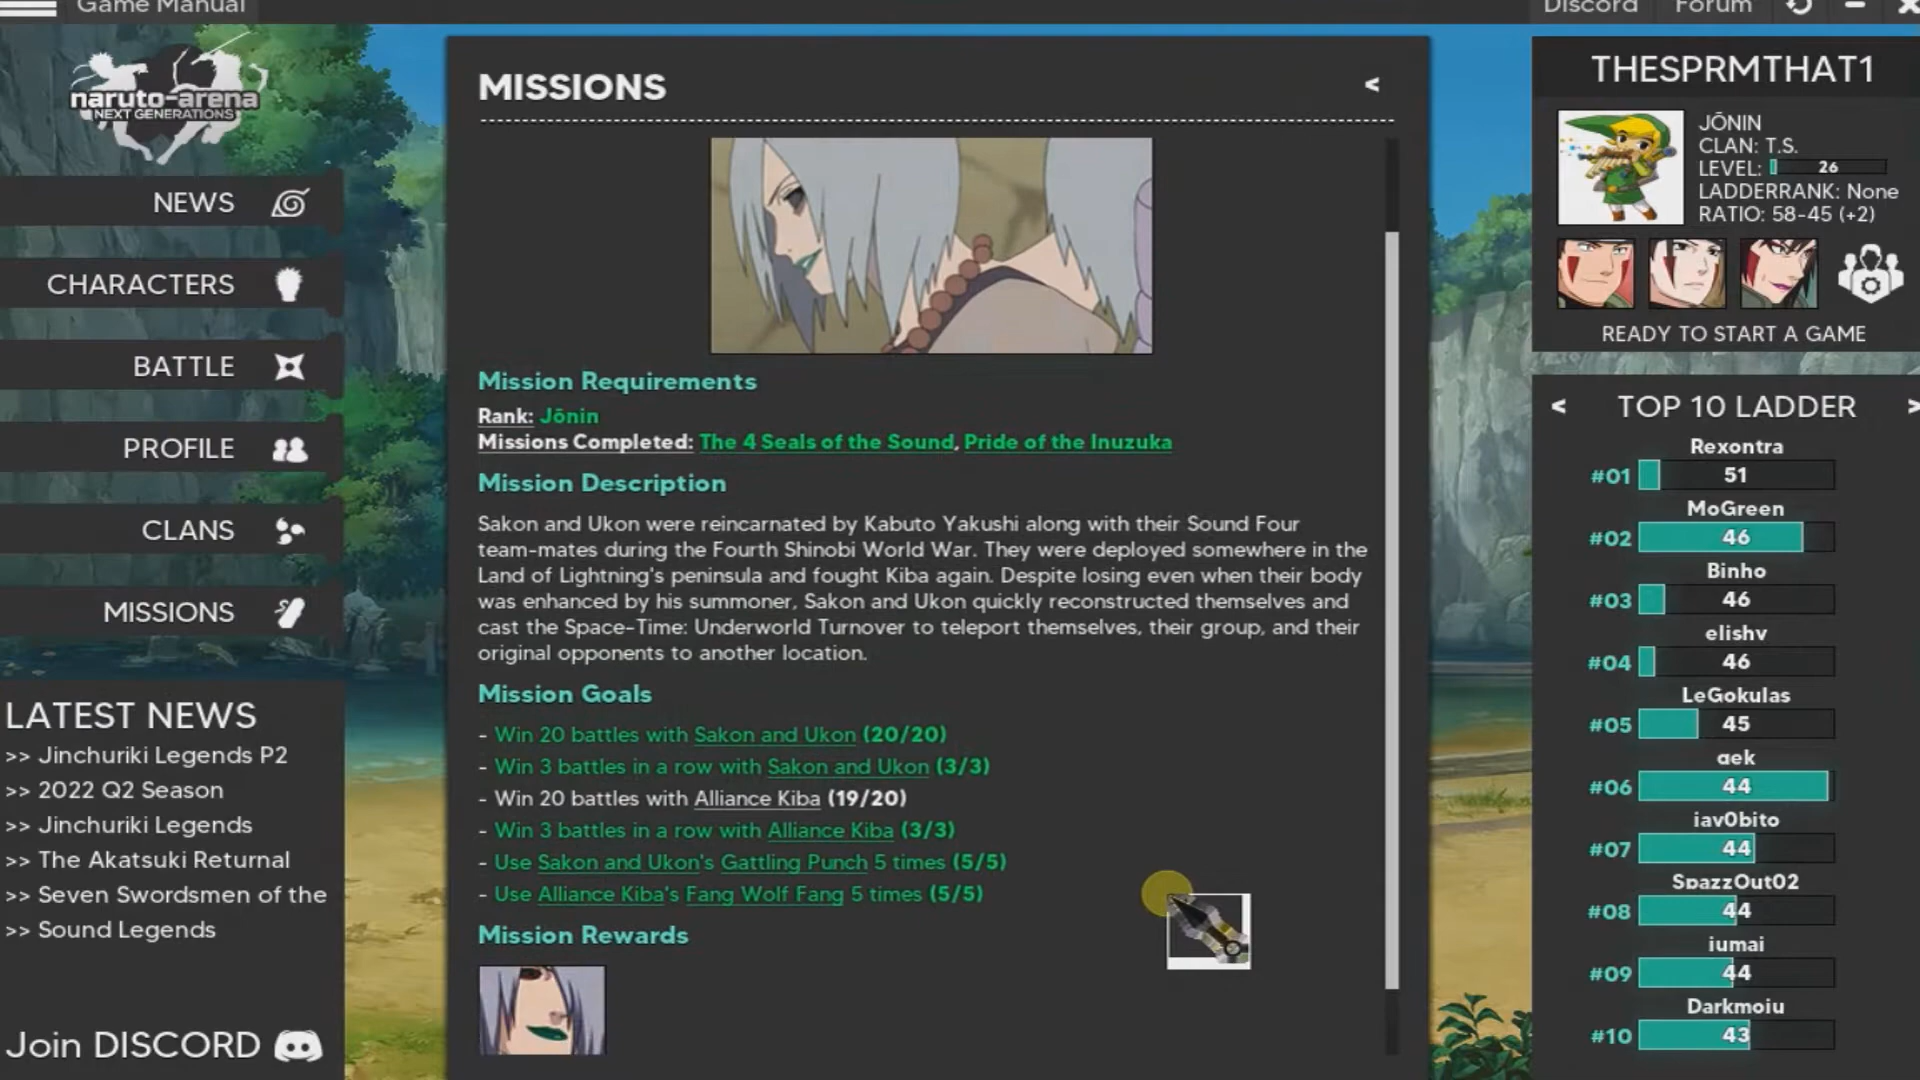 Game Manual
Discord
Forum
naruto-arena
NEXT GENERATIONS
NEWS
CHARACTERS
BATTLE
PROFILE
CLANS
MISSIONS
LATEST NEWS
>> Jinchuriki Legends P2
>> 2022 Q2 Season
>> Jinchuriki Legends
>> The Akatsuki Returnal
>> Seven Swordsmen of the
>> Sound Legends
Join DISCORD
MISSIONS
<
Mission Requirements
Rank: Jōnin
Missions Completed: The 4 Seals of the Sound, Pride of the Inuzuka
Mission Description
Sakon and Ukon were reincarnated by Kabuto Yakushi along with their Sound Four
team-mates during the Fourth Shinobi World War. They were deployed somewhere in the
Land of Lightning's peninsula and fought Kiba again. Despite losing even when their body
was enhanced by his summoner, Sakon and Ukon quickly reconstructed themselves and
cast the Space-Time: Underworld Turnover to teleport themselves, their group, and their
original opponents to another location.
Mission Goals
- Win 20 battles with Sakon and Ukon (20/20)
- Win 3 battles in a row with Sakon and Ukon (3/3)
- Win 20 battles with Alliance Kiba (19/20)
- Win 3 battles in a row with Alliance Kiba (3/3)
- Use Sakon and Ukon's Gattling Punch 5 times (5/5)
- Use Alliance Kiba's Fang Wolf Fang 5 times (5/5)
Mission Rewards
THESPRMTHAT1
JŌNIN
CLAN: T.S.
LEVEL: 26
LADDERRANK: None
RATIO: 58-45 (+2)
READY TO START A GAME
< TOP 10 LADDER >
Rexontra
#01 51
MoGreen
#02 46
Binho
#03 46
elishv
#04 46
LeGokulas
#05 45
aek
#06 44
iav0bito
#07 44
SpazzOut02
#08 44
iumai
#09 44
Darkmoiu
#10 43